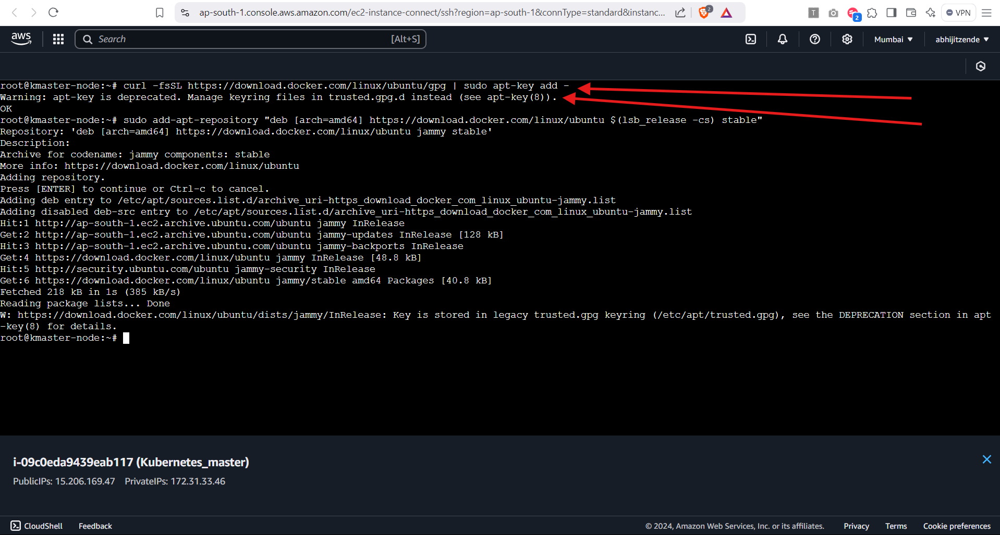 ap-south-1.console.aws.amazon.com/ec2-instance-connect/ssh?region=ap-south-1&connType=standard&instanc...
2
T
2
VPN
aws
Search
[Alt+S]
Mumbai
abhijitzende
root@kmaster-node:~# curl -fsSL https://download.docker.com/linux/ubuntu/gpg | sudo apt-key add -
Warning: apt-key is deprecated. Manage keyring files in trusted.gpg.d instead (see apt-key(8)).
OK
root@kmaster-node:~# sudo add-apt-repository "deb [arch=amd64] https://download.docker.com/linux/ubuntu $(lsb_release -cs) stable"
Repository: 'deb [arch=amd64] https://download.docker.com/linux/ubuntu jammy stable'
Description:
Archive for codename: jammy components: stable
More info: https://download.docker.com/linux/ubuntu
Adding repository.
Press [ENTER] to continue or Ctrl-c to cancel.
Adding deb entry to /etc/apt/sources.list.d/archive_uri-https_download_docker_com_linux_ubuntu-jammy.list
Adding disabled deb-src entry to /etc/apt/sources.list.d/archive_uri-https_download_docker_com_linux_ubuntu-jammy.list
Hit:1 http://ap-south-1.ec2.archive.ubuntu.com/ubuntu jammy InRelease
Get:2 http://ap-south-1.ec2.archive.ubuntu.com/ubuntu jammy-updates InRelease [128 kB]
Hit:3 http://ap-south-1.ec2.archive.ubuntu.com/ubuntu jammy-backports InRelease
Get:4 https://download.docker.com/linux/ubuntu jammy InRelease [48.8 kB]
Hit:5 http://security.ubuntu.com/ubuntu jammy-security InRelease
Get:6 https://download.docker.com/linux/ubuntu jammy/stable amd64 Packages [40.8 kB]
Fetched 218 kB in 1s (385 kB/s)
Reading package lists... Done
W: https://download.docker.com/linux/ubuntu/dists/jammy/InRelease: Key is stored in legacy trusted.gpg keyring (/etc/apt/trusted.gpg), see the DEPRECATION section in apt
-key(8) for details.
root@kmaster-node:~#
i-09c0eda9439eab117 (Kubernetes_master)
PublicIPs: 15.206.169.47 PrivateIPs: 172.31.33.46
CloudShell
Feedback
© 2024, Amazon Web Services, Inc. or its affiliates.
Privacy
Terms
Cookie preferences